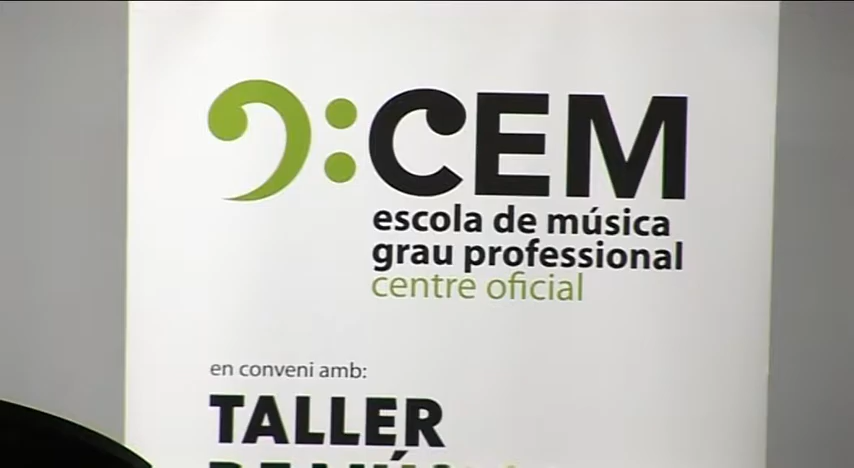 CEM
escola de música
grau professional
centre oficial
en conveni amb:
TALLER